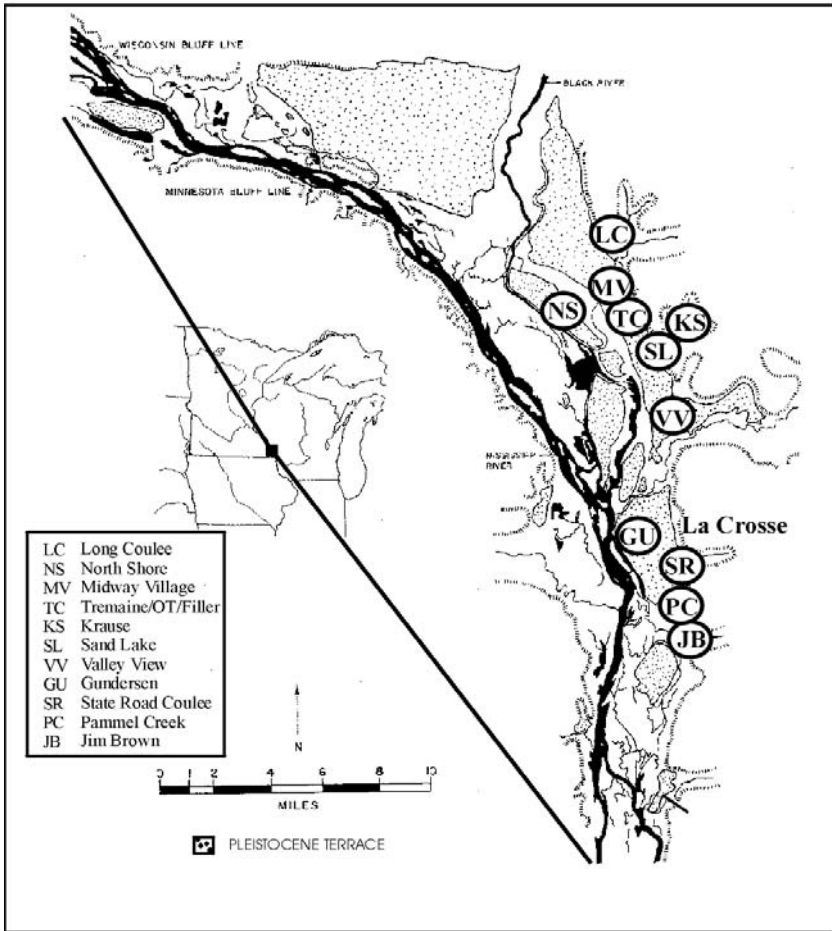 WISCONSIN BLUFF LINE
BLACK RIVER
MINNESOTA BLUFF LINE
LC
MV
NS
TC
KS
SL
VV
MISSISSIPPI
RIVER
GU
La Crosse
SR
PC
JB
LC Long Coulee
NS North Shore
MV Midway Village
TC Tremaine/OT/Filler
KS Krause
SL Sand Lake
VV Valley View
GU Gundersen
SR State Road Coulee
PC Pammel Creek
JB Jim Brown
N
0 1 2 4 6 8 10
MILES
PLEISTOCENE TERRACE